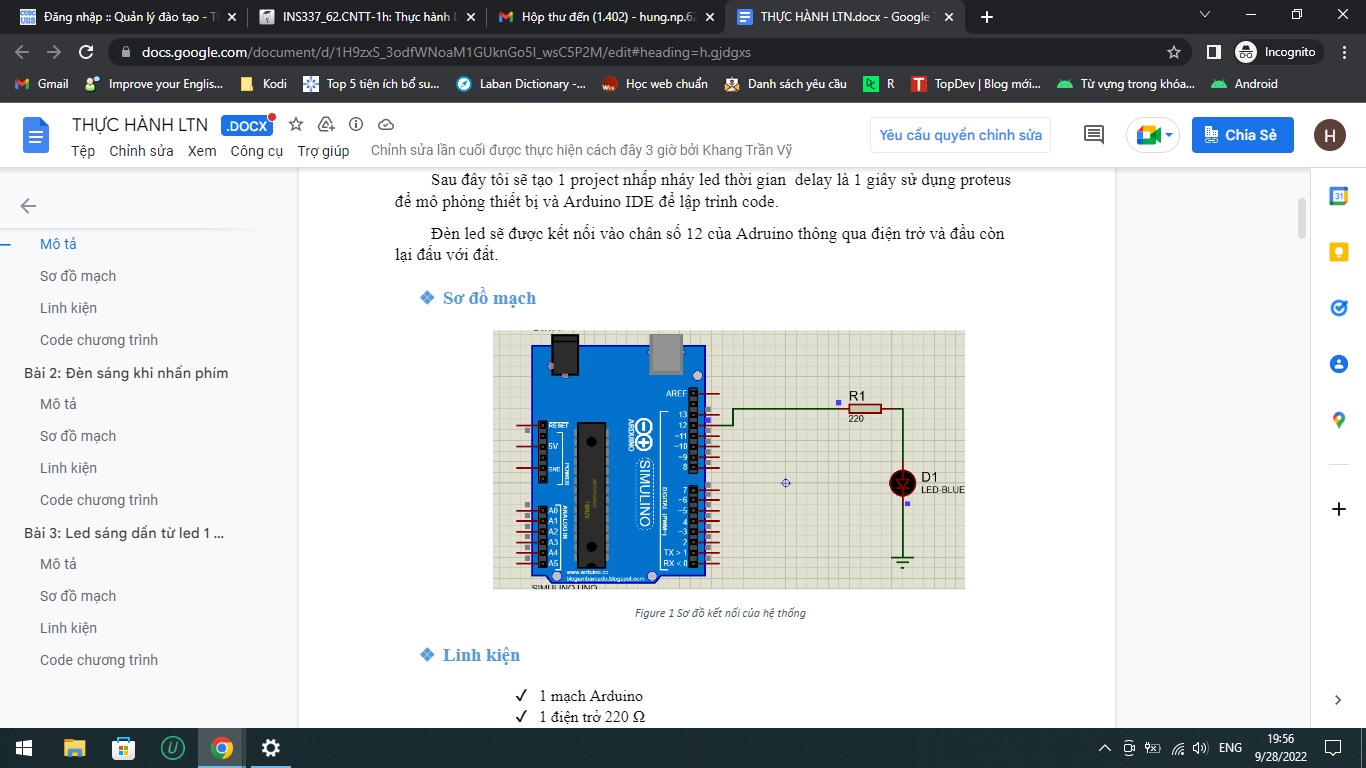 Đăng nhập :: Quản lý đào tạo - Tl
INS337_62.CNTT-1h: Thực hành L
Hộp thư đến (1.402) - hung.np.62
THỰC HÀNH LTN.docx - Google T
docs.google.com/document/d/1H9zxS_3odfWNoaM1GUknGo5I_wsC5P2M/edit#heading=h.gjdgxs
Incognito
Gmail
Improve your Englis...
Kodi
Top 5 tiện ích bổ su...
Laban Dictionary -...
Học web chuẩn
Danh sách yêu cầu
R
TopDev | Blog mới...
Từ vựng trong khóa...
Android
THỰC HÀNH LTN
.DOCX
Yêu cầu quyền chỉnh sửa
Chia Sẻ
H
Tệp
Chỉnh sửa
Xem
Công cụ
Trợ giúp
Chỉnh sửa lần cuối được thực hiện cách đây 3 giờ bởi Khang Trần Vỹ
Mô tả
Sơ đồ mạch
Linh kiện
Code chương trình
Bài 2: Đèn sáng khi nhấn phím
Mô tả
Sơ đồ mạch
Linh kiện
Code chương trình
Bài 3: Led sáng dần từ led 1 ...
Mô tả
Sơ đồ mạch
Linh kiện
Code chương trình
Sau đây tôi sẽ tạo 1 project nhấp nháy led thời gian delay là 1 giây sử dụng proteus
để mô phỏng thiết bị và Arduino IDE để lập trình code.
Đèn led sẽ được kết nối vào chân số 12 của Adruino thông qua điện trở và đầu còn
lại đấu với đất.
❖ Sơ đồ mạch
AREF
13
12
~11
~10
~9
8
7
~6
~5
4
~3
2
TX > 1
RX < 0
RESET
5V
GND
POWER
A0
A1
A2
A3
A4
A5
ANALOG IN
ATMEL
ARDUINO
SIMULINO
DIGITAL (PWM~)
www.arduino.cc
blogembarcado.blogspot.com
SIMULINO UNO
R1
220
D1
LED-BLUE
Figure 1 Sơ đồ kết nối của hệ thống
❖ Linh kiện
✓ 1 mạch Arduino
✓ 1 điện trở 220 Ω
31
ENG
19:56
9/28/2022